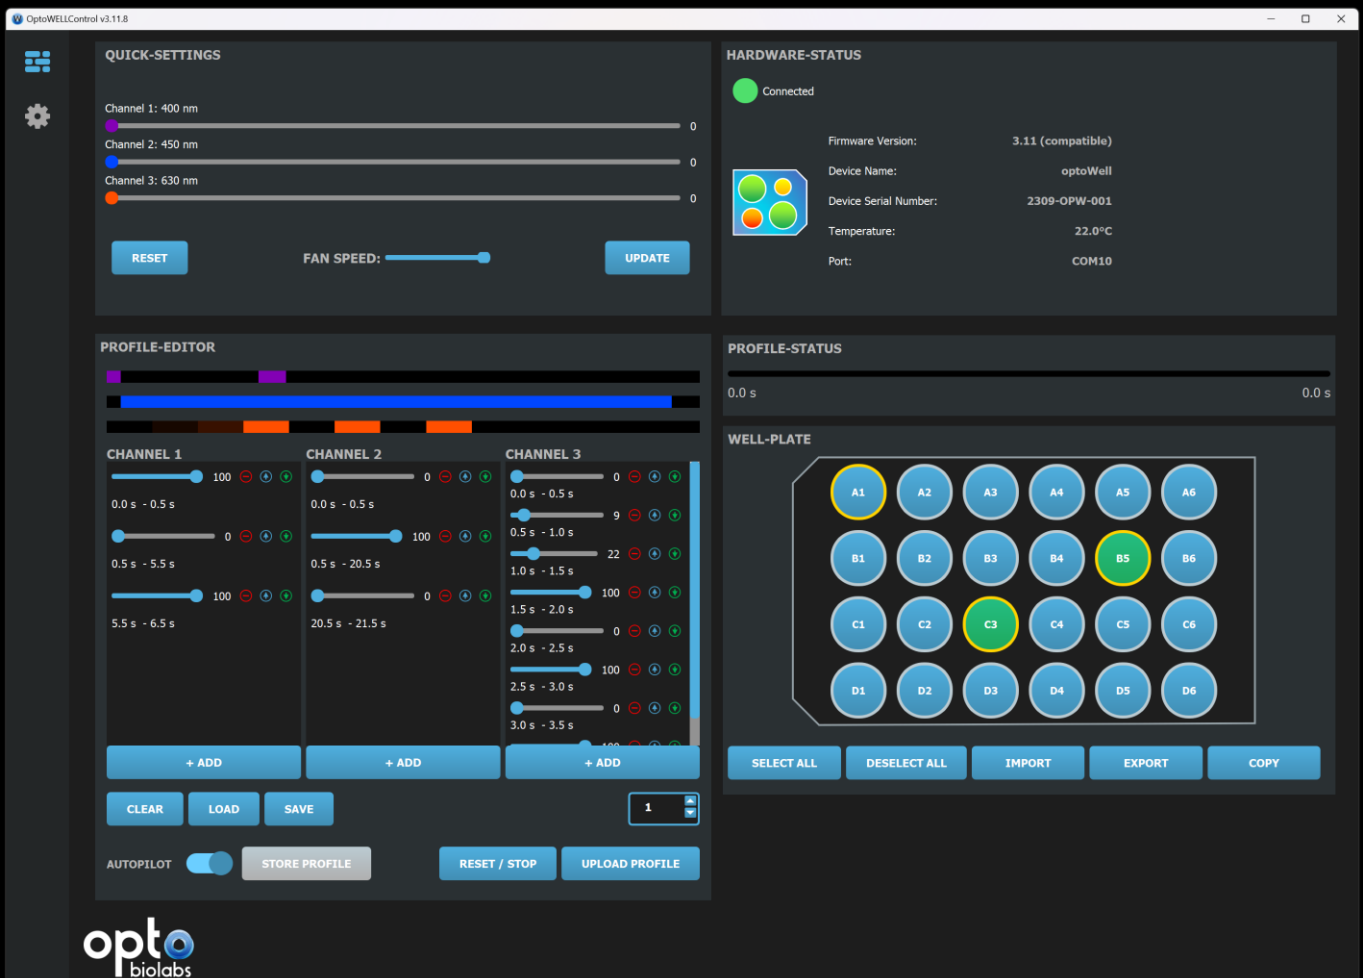 OptoWELLControl v3.11.8
QUICK-SETTINGS
Channel 1: 400 nm
0
Channel 2: 450 nm
0
Channel 3: 630 nm
0
RESET
FAN SPEED:
UPDATE
HARDWARE-STATUS
Connected
Firmware Version: 3.11 (compatible)
Device Name: optoWell
Device Serial Number: 2309-OPW-001
Temperature: 22.0°C
Port: COM10
PROFILE-EDITOR
CHANNEL 1
100
0.0 s - 0.5 s
0
0.5 s - 5.5 s
100
5.5 s - 6.5 s
+ ADD
CHANNEL 2
0
0.0 s - 0.5 s
100
0.5 s - 20.5 s
0
20.5 s - 21.5 s
+ ADD
CHANNEL 3
0
0.0 s - 0.5 s
9
0.5 s - 1.0 s
22
1.0 s - 1.5 s
100
1.5 s - 2.0 s
0
2.0 s - 2.5 s
100
2.5 s - 3.0 s
0
3.0 s - 3.5 s
100
+ ADD
CLEAR
LOAD
SAVE
1
AUTOPILOT
STORE PROFILE
RESET / STOP
UPLOAD PROFILE
PROFILE-STATUS
0.0 s
0.0 s
WELL-PLATE
A1 A2 A3 A4 A5 A6
B1 B2 B3 B4 B5 B6
C1 C2 C3 C4 C5 C6
D1 D2 D3 D4 D5 D6
SELECT ALL
DESELECT ALL
IMPORT
EXPORT
COPY
opto
biolabs